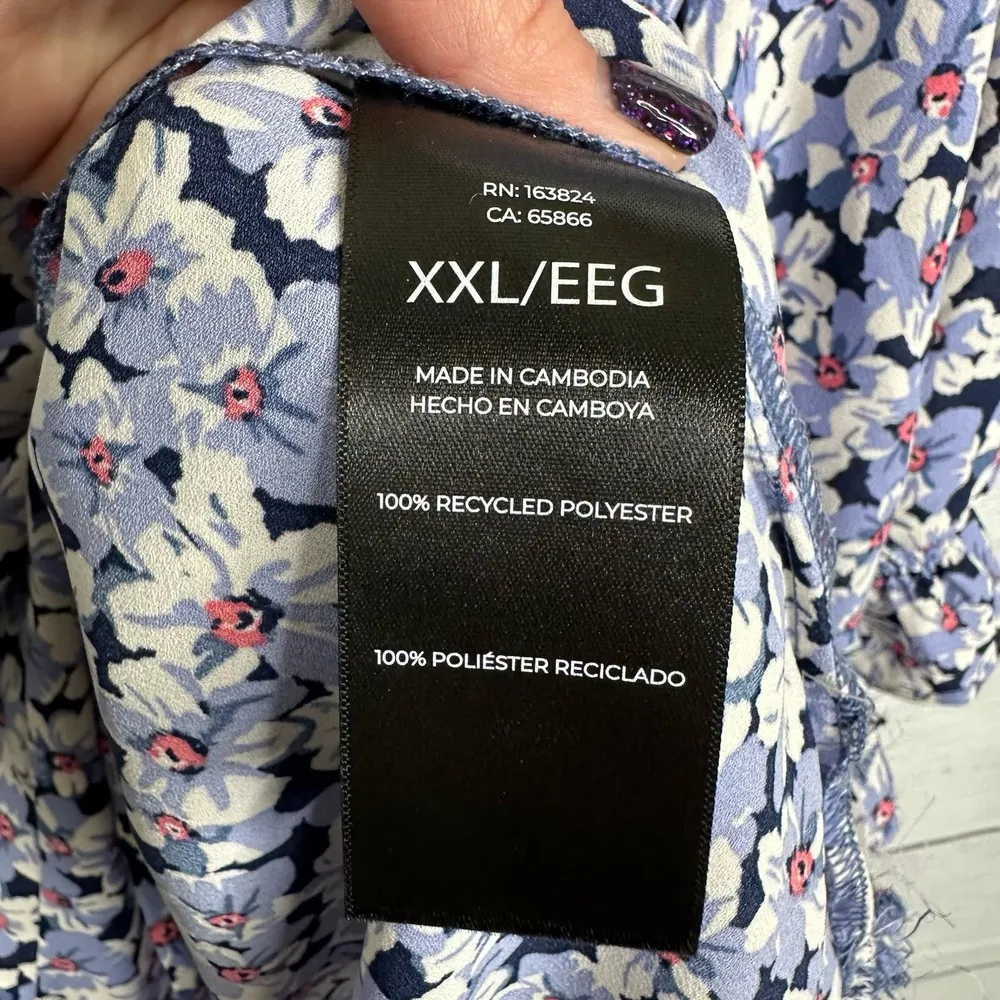 RN: 163824
CA: 65866
XXL/EEG
MADE IN CAMBODIA
HECHO EN CAMBOYA
100% RECYCLED POLYESTER
100% POLIÉSTER RECICLADO